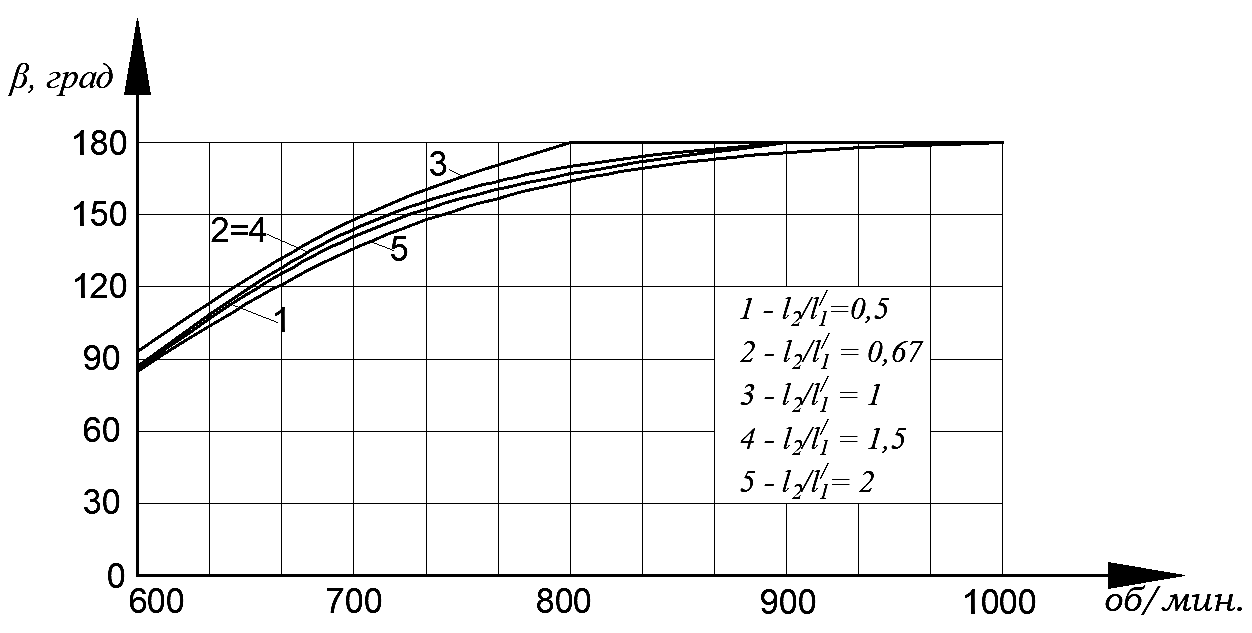 β, град
180
150
120
90
60
30
0
3
2=4
5
1
1 - l₂/l₁′=0,5
2 - l₂/l₁′ = 0,67
3 - l₂/l₁′ = 1
4 - l₂/l₁′ = 1,5
5 - l₂/l₁′= 2
600 700 800 900 1000 об/мин.